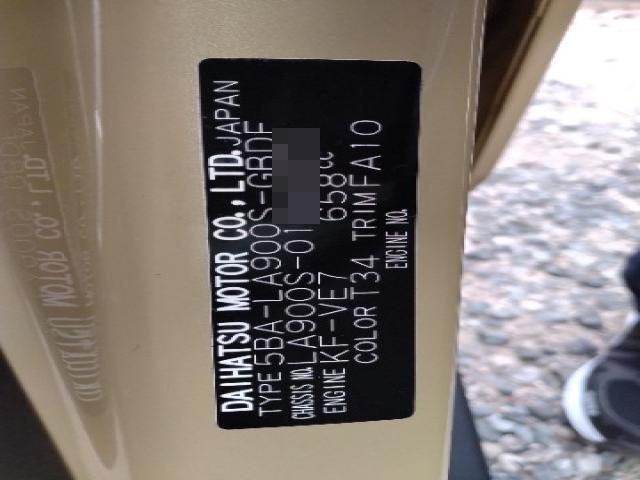 DAIHATSU MOTOR CO., LTD. JAPAN
TYPE 5BA-LA900S-GBDF
CHASSIS NO. LA900S-01
ENGINE KF-VE7 658cc
COLOR T34 TRIM FA10
ENGINE NO.